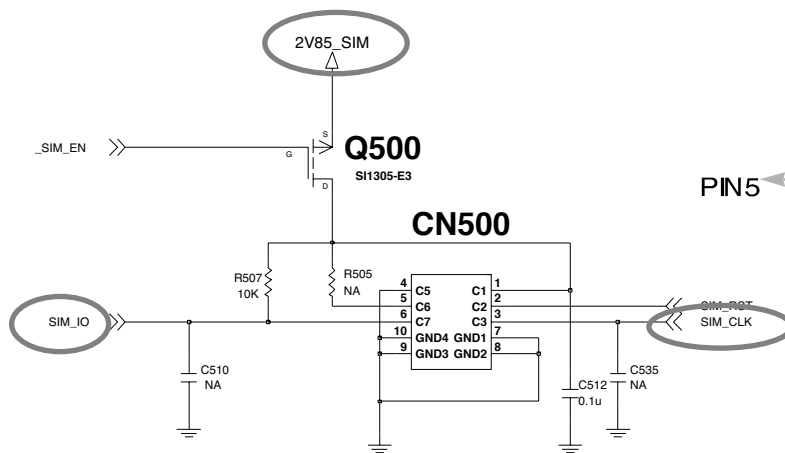 2V85_SIM
S
_SIM_EN
G
Q500
SI1305-E3
D
PIN5
CN500
R507
10K
R505
NA
4 C5 C1 1
5 C6 C2 2
6 C7 C3 3
10 GND4 GND1 7
9 GND3 GND2 8
SIM_IO
SIM_RST
SIM_CLK
C510
NA
C512
0.1u
C535
NA